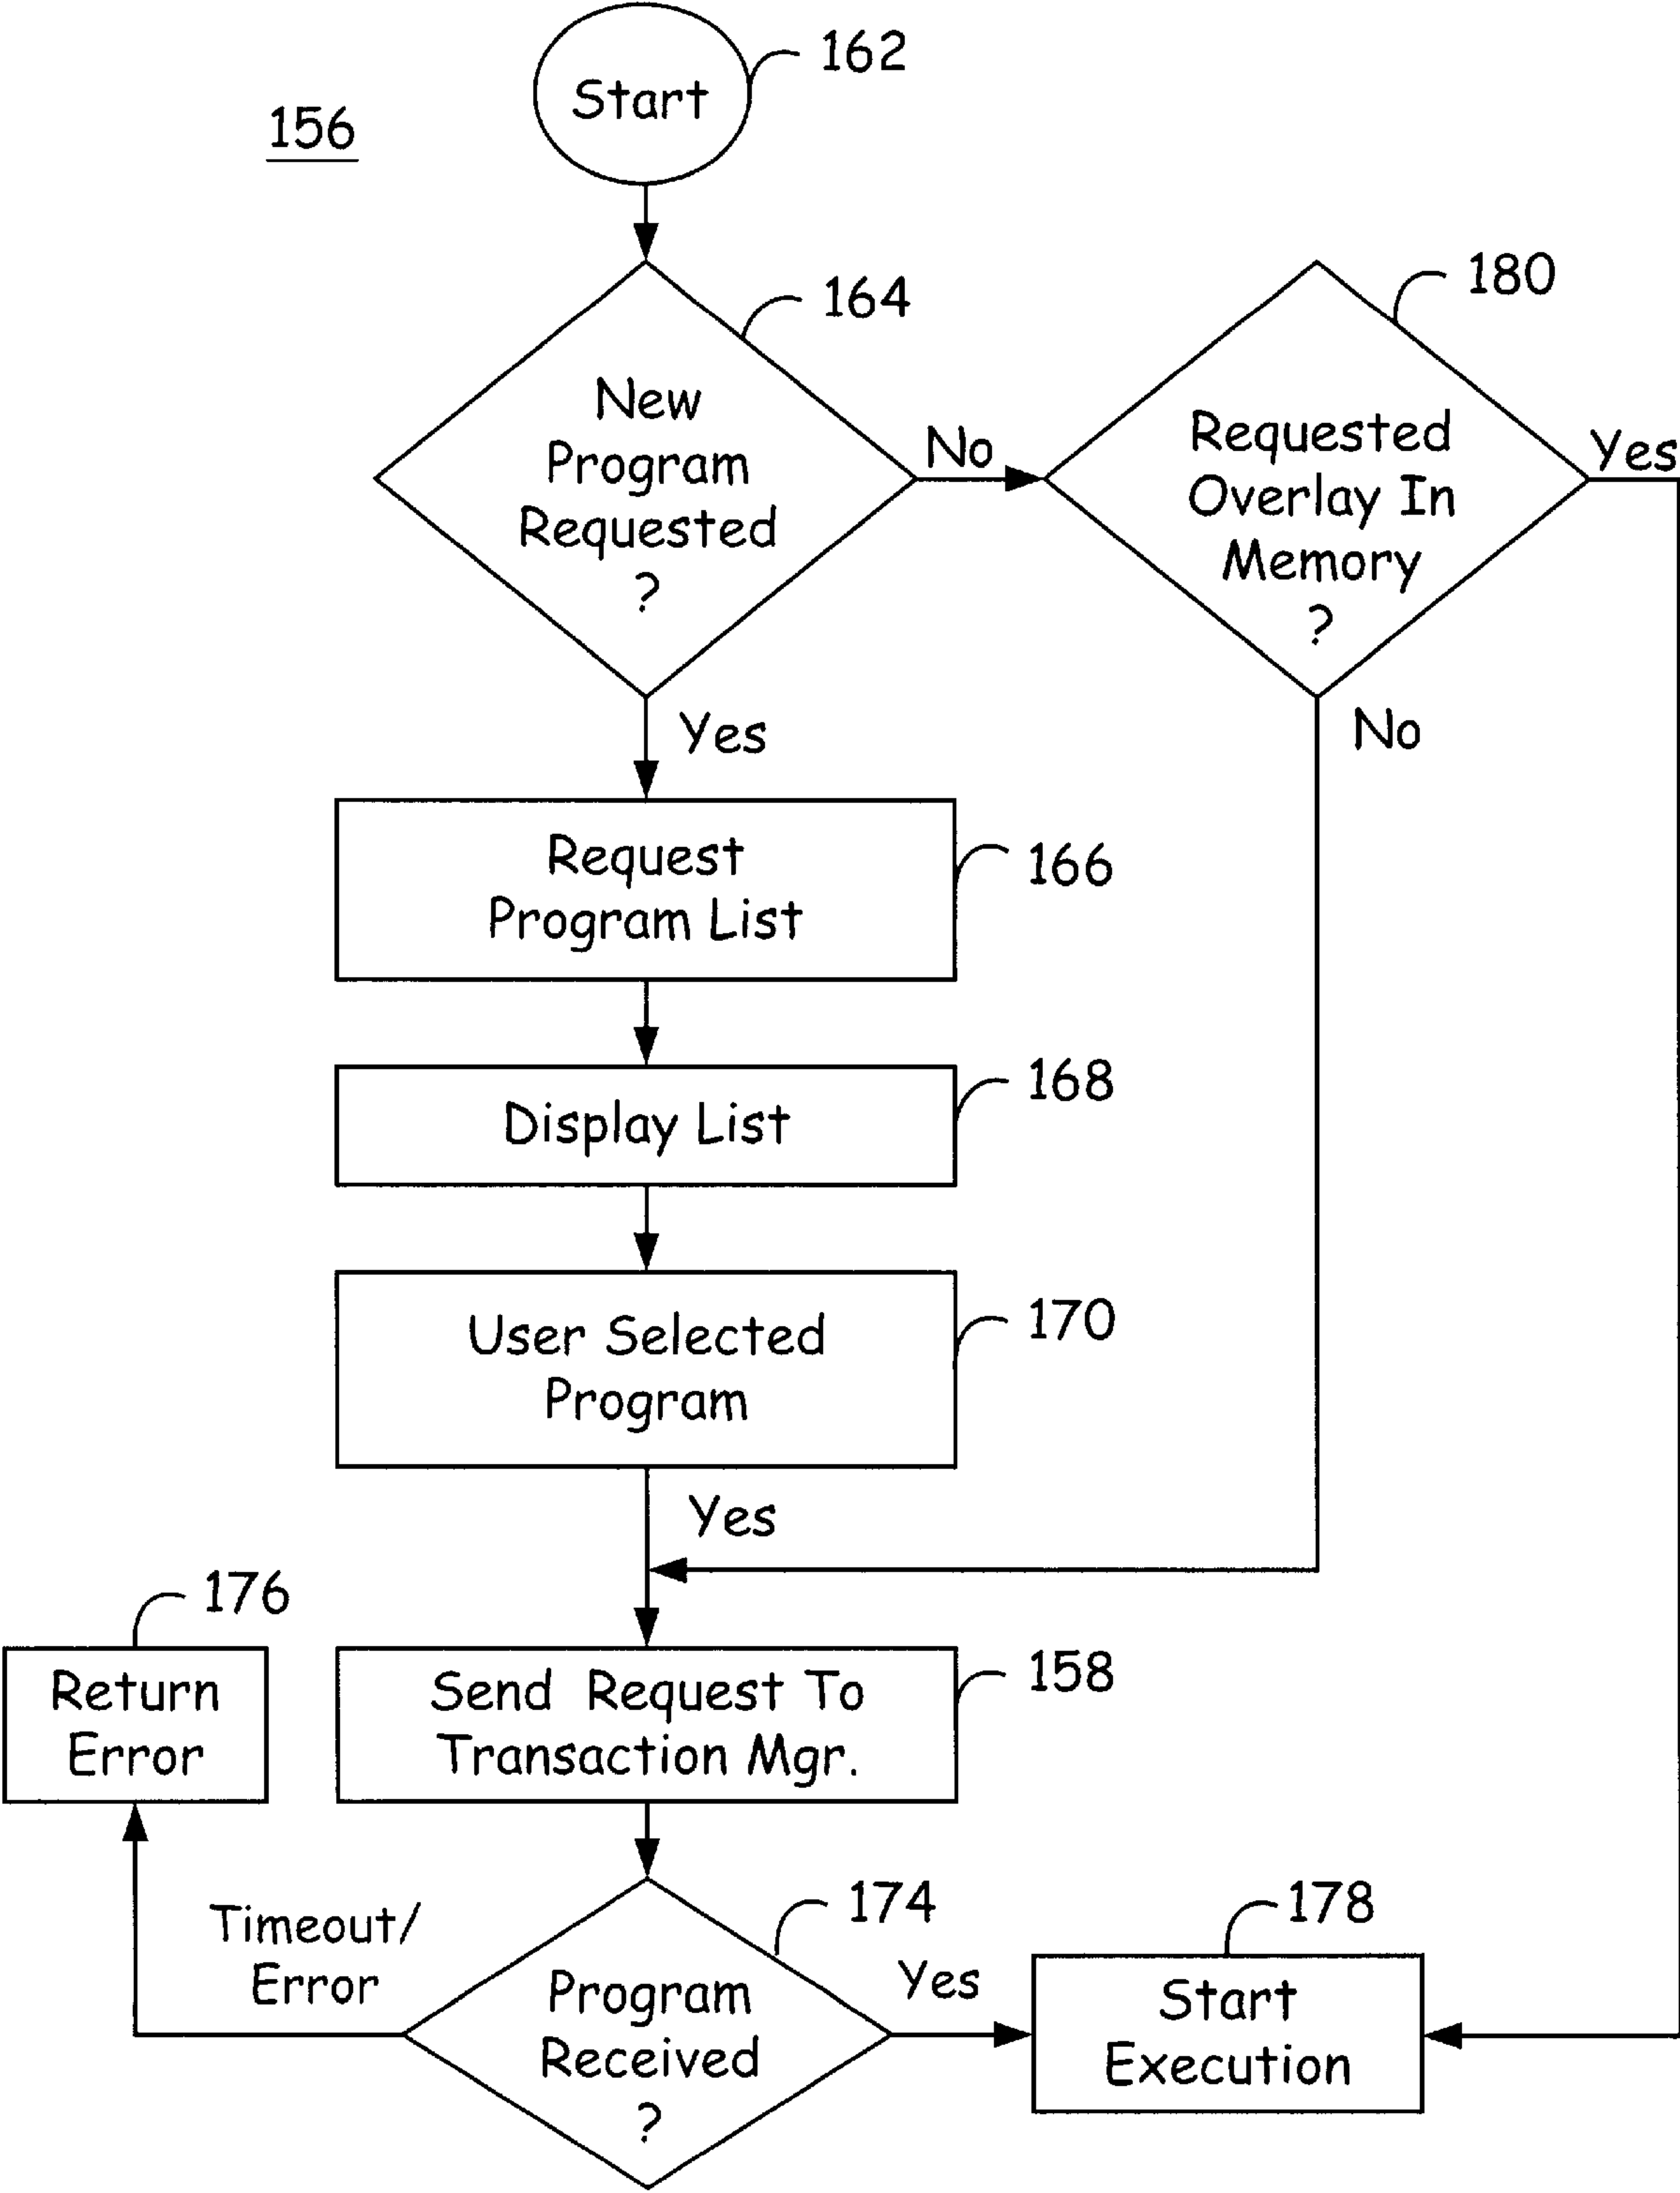 162
Start
156
180
164
New
Program
Requested
?
No
Requested
Overlay In
Memory
?
Yes
Yes
No
Request
Program List
166
Display List
168
User Selected
Program
170
Yes
176
Return
Error
Send Request To
Transaction Mgr.
158
Timeout/
Error
174
Program
Received
?
Yes
178
Start
Execution